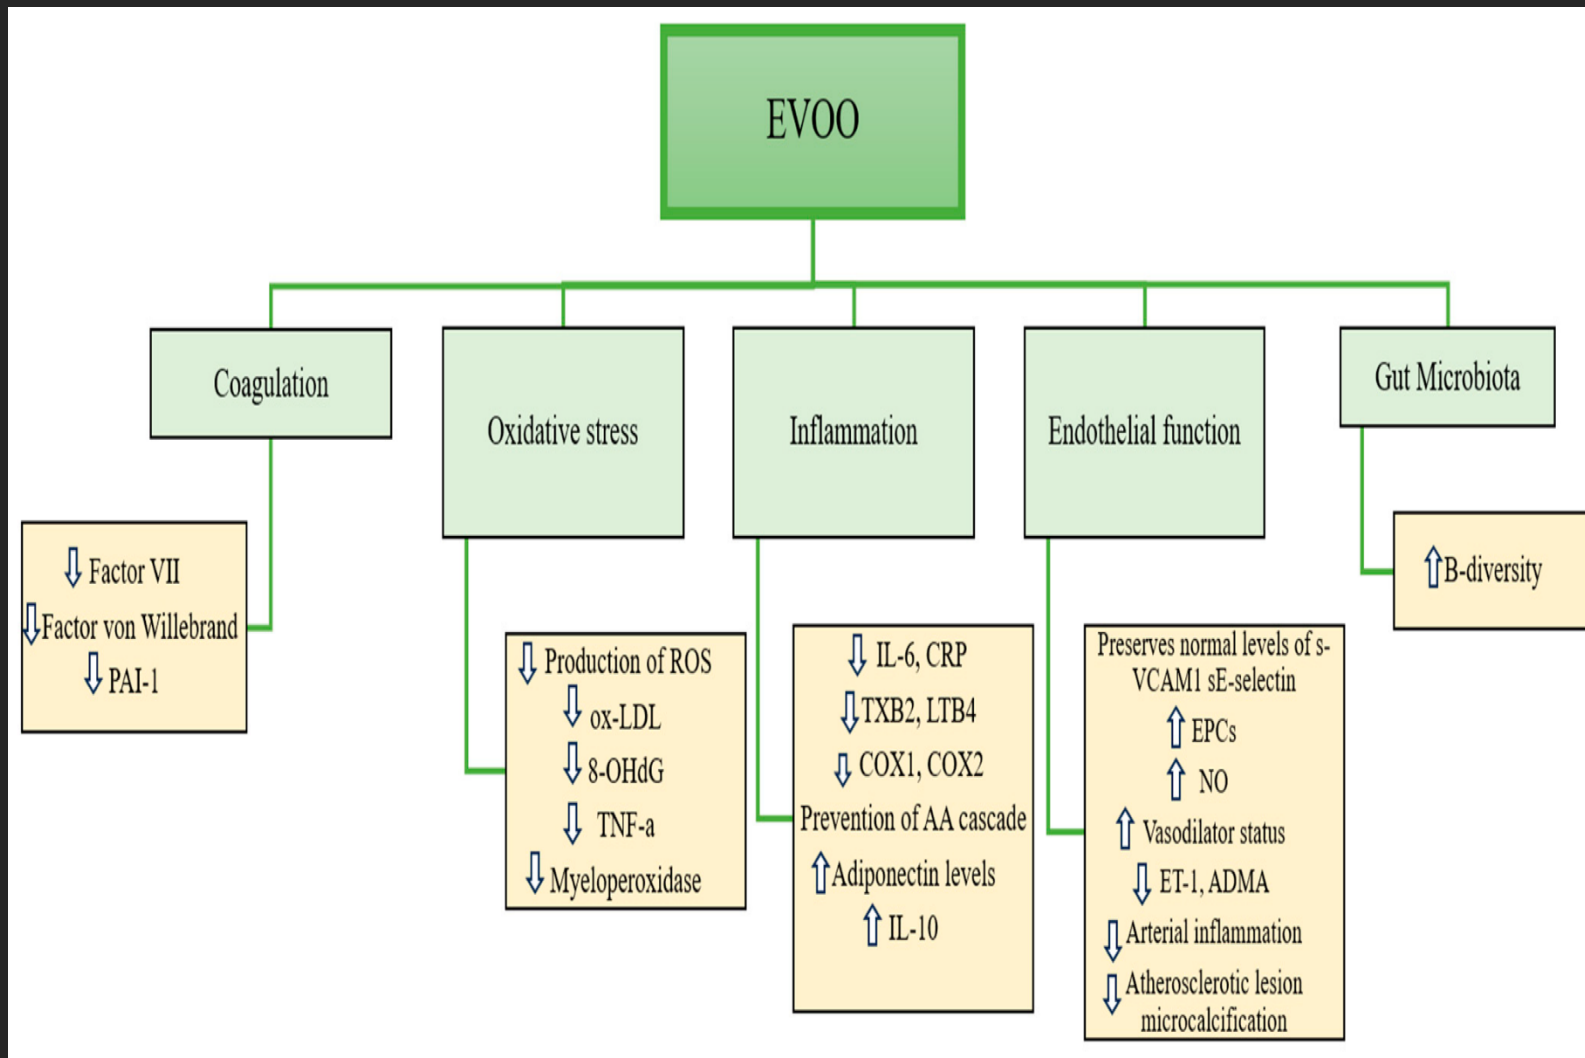 EVOO
Coagulation
Oxidative stress
Inflammation
Endothelial function
Gut Microbiota
Factor VII
Factor von Willebrand
PAI-1
Production of ROS
ox-LDL
8-OHdG
TNF-a
Myeloperoxidase
IL-6, CRP
TXB2, LTB4
COX1, COX2
Prevention of AA cascade
Adiponectin levels
IL-10
Preserves normal levels of s-
VCAM1 sE-selectin
EPCs
NO
Vasodilator status
ET-1, ADMA
Arterial inflammation
Atherosclerotic lesion
microcalcification
B-diversity